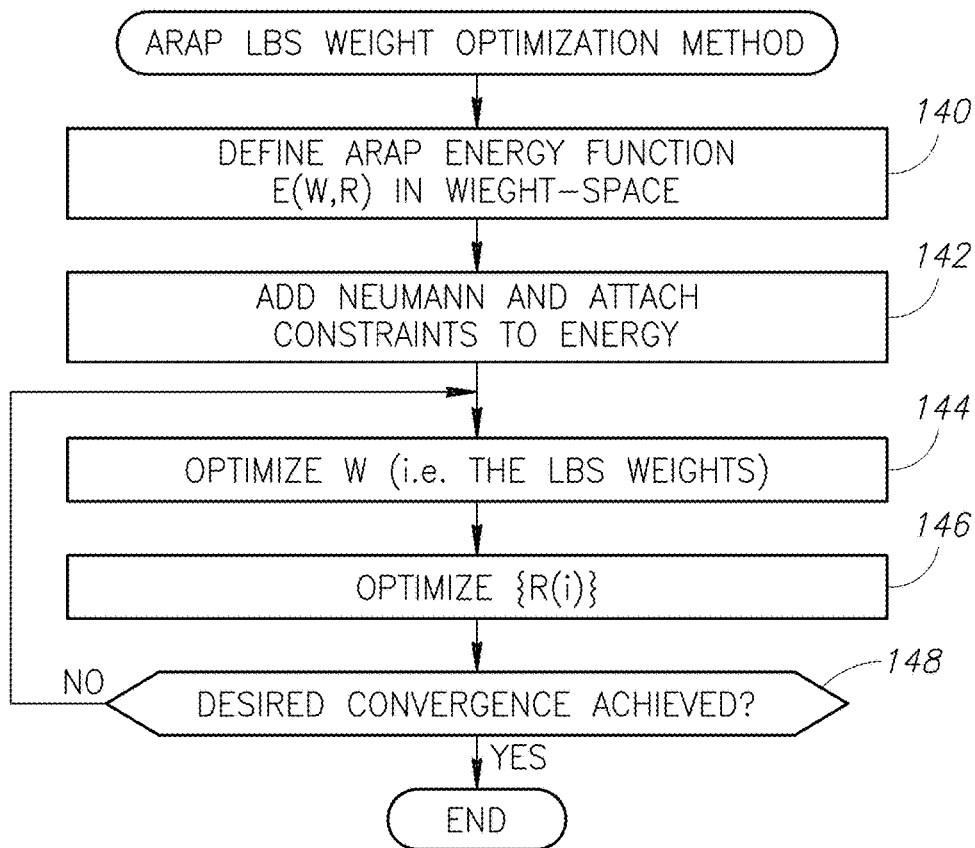 ARAP LBS WEIGHT OPTIMIZATION METHOD
140
DEFINE ARAP ENERGY FUNCTION
E(W,R) IN WIEGHT-SPACE
142
ADD NEUMANN AND ATTACH
CONSTRAINTS TO ENERGY
144
OPTIMIZE W (i.e. THE LBS WEIGHTS)
146
OPTIMIZE {R(i)}
148
NO
DESIRED CONVERGENCE ACHIEVED?
YES
END